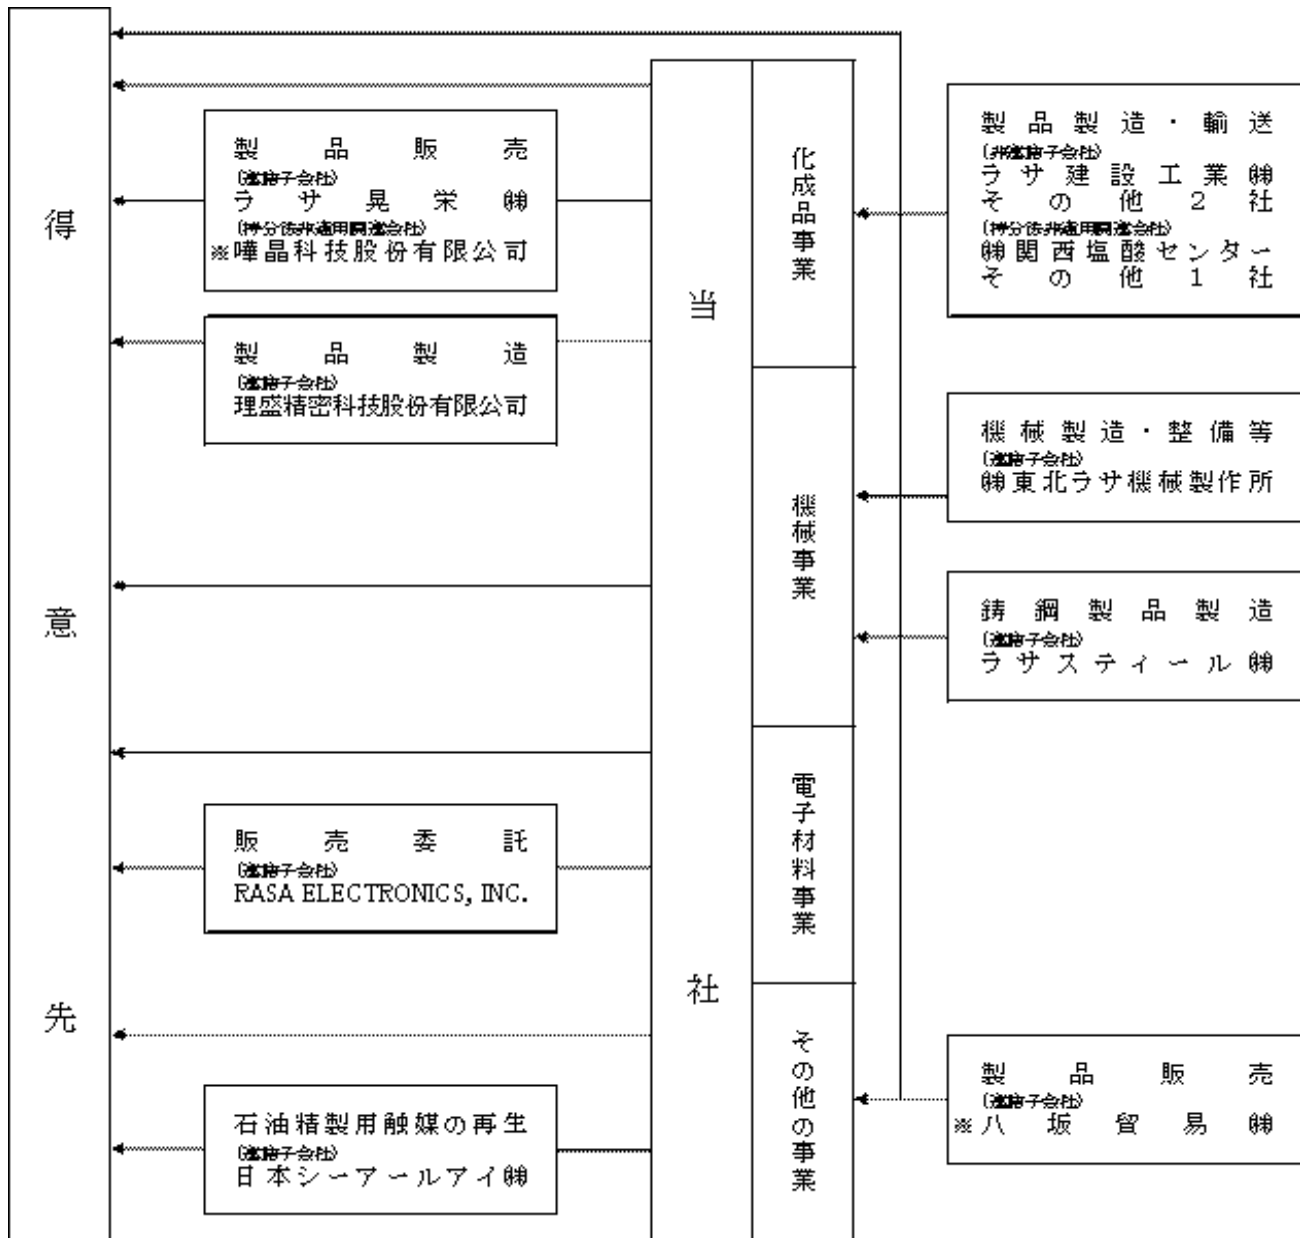 得意先
製品販売
(連結子会社)
ラサ晃栄㈱
(持分法非適用関連会社)
※曄晶科技股份有限公司
製品製造
(連結子会社)
理盛精密科技股份有限公司
販売委託
(連結子会社)
RASA ELECTRONICS, INC.
石油精製用触媒の再生
(連結子会社)
日本シーアールアイ㈱
当社
化成品事業
機械事業
電子材料事業
その他の事業
製品製造・輸送
(非連結子会社)
ラサ建設工業㈱
その他2社
(持分法非適用関連会社)
㈱関西塩酸センター
その他1社
機械製造・整備等
(連結子会社)
㈱東北ラサ機械製作所
鋳鋼製品製造
(連結子会社)
ラサスティール㈱
製品販売
(連結子会社)
※八坂貿易㈱